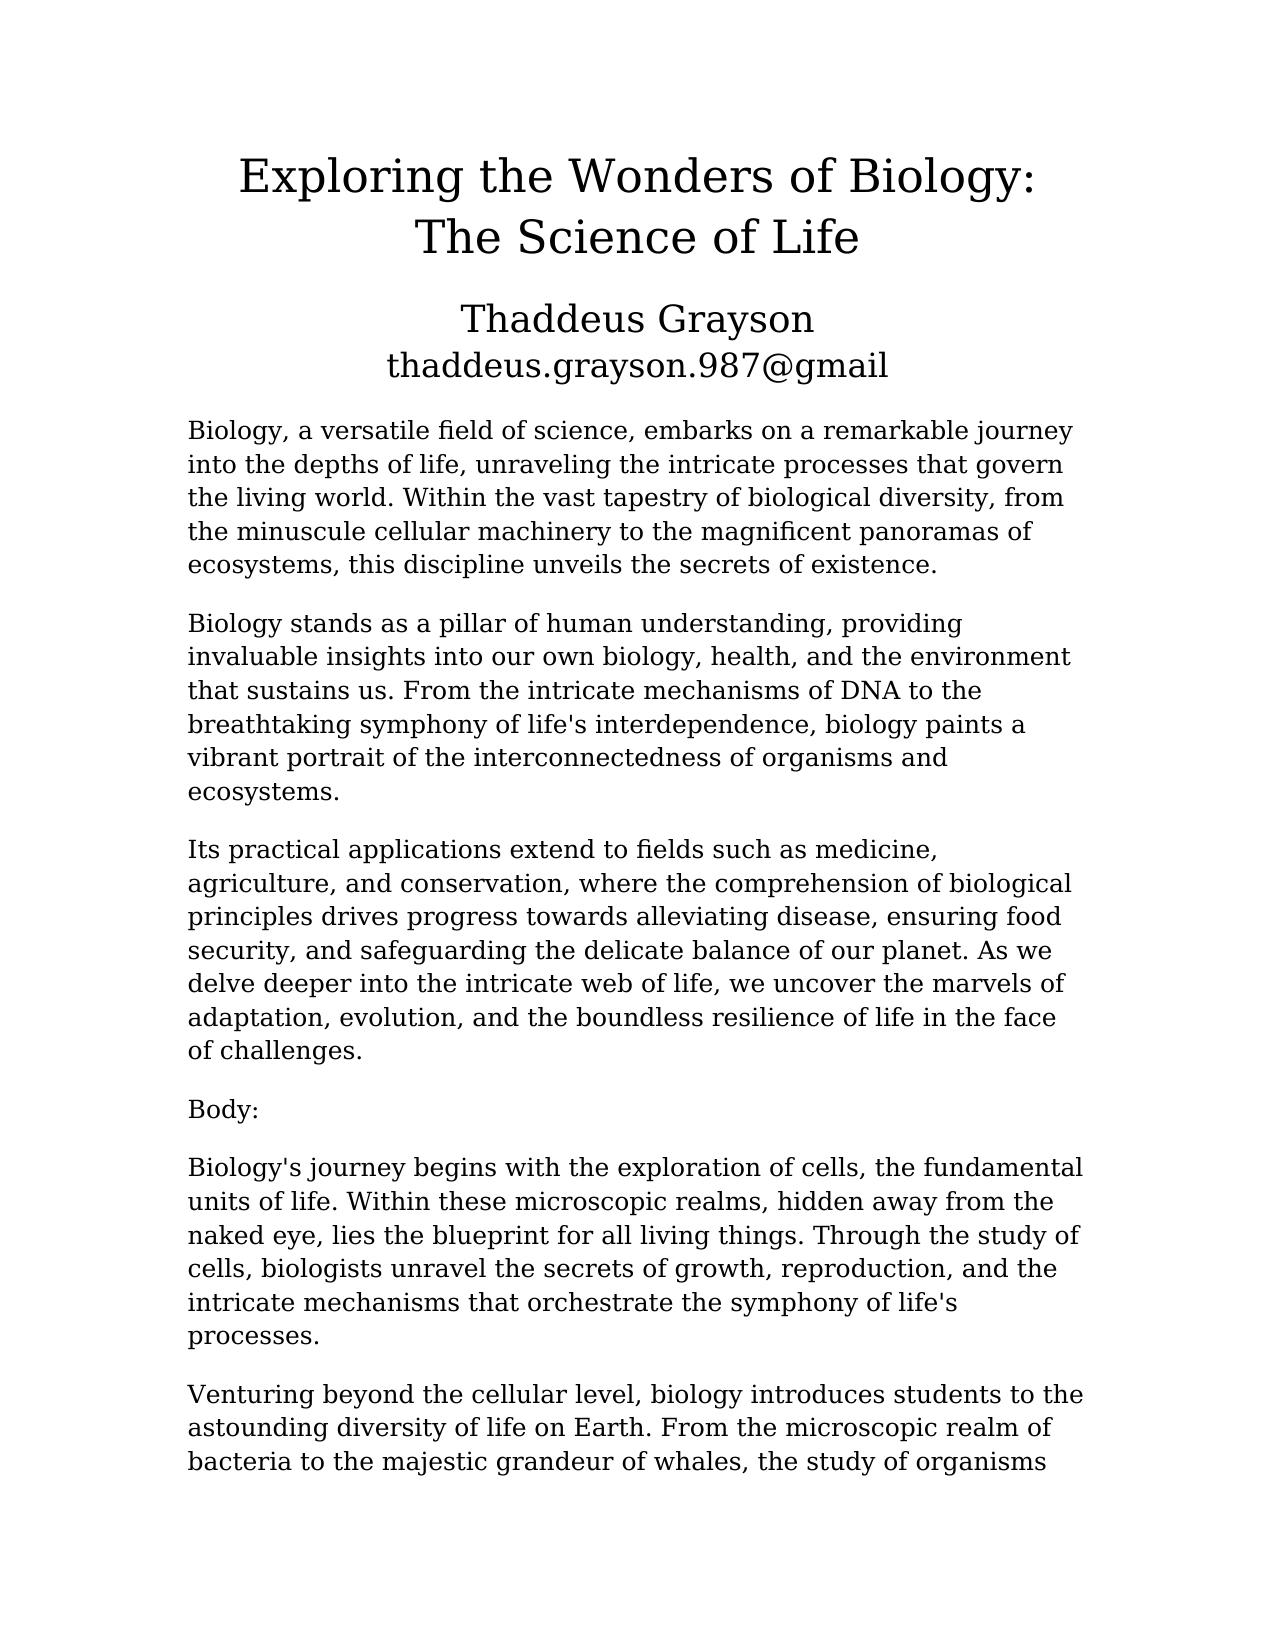 Exploring the Wonders of Biology:
The Science of Life
Thaddeus Grayson
thaddeus.grayson.987@gmail
Biology, a versatile field of science, embarks on a remarkable journey
into the depths of life, unraveling the intricate processes that govern
the living world. Within the vast tapestry of biological diversity, from
the minuscule cellular machinery to the magnificent panoramas of
ecosystems, this discipline unveils the secrets of existence.
Biology stands as a pillar of human understanding, providing
invaluable insights into our own biology, health, and the environment
that sustains us. From the intricate mechanisms of DNA to the
breathtaking symphony of life's interdependence, biology paints a
vibrant portrait of the interconnectedness of organisms and
ecosystems.
Its practical applications extend to fields such as medicine,
agriculture, and conservation, where the comprehension of biological
principles drives progress towards alleviating disease, ensuring food
security, and safeguarding the delicate balance of our planet. As we
delve deeper into the intricate web of life, we uncover the marvels of
adaptation, evolution, and the boundless resilience of life in the face
of challenges.
Body:
Biology's journey begins with the exploration of cells, the fundamental
units of life. Within these microscopic realms, hidden away from the
naked eye, lies the blueprint for all living things. Through the study of
cells, biologists unravel the secrets of growth, reproduction, and the
intricate mechanisms that orchestrate the symphony of life's
processes.
Venturing beyond the cellular level, biology introduces students to the
astounding diversity of life on Earth. From the microscopic realm of
bacteria to the majestic grandeur of whales, the study of organisms